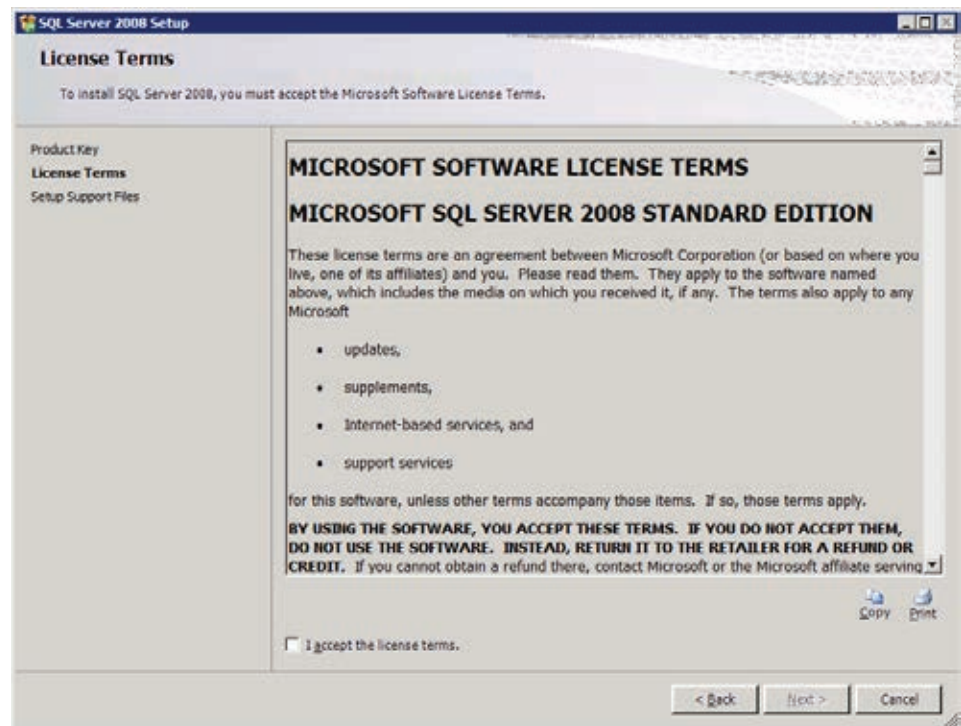 SQL Server 2008 Setup
License Terms
To install SQL Server 2008, you must accept the Microsoft Software License Terms.
Product Key
License Terms
Setup Support Files
MICROSOFT SOFTWARE LICENSE TERMS
MICROSOFT SQL SERVER 2008 STANDARD EDITION
These license terms are an agreement between Microsoft Corporation (or based on where you
live, one of its affiliates) and you. Please read them. They apply to the software named
above, which includes the media on which you received it, if any. The terms also apply to any
Microsoft
• updates,
• supplements,
• Internet-based services, and
• support services
for this software, unless other terms accompany those items. If so, those terms apply.
BY USING THE SOFTWARE, YOU ACCEPT THESE TERMS. IF YOU DO NOT ACCEPT THEM,
DO NOT USE THE SOFTWARE. INSTEAD, RETURN IT TO THE RETAILER FOR A REFUND OR
CREDIT. If you cannot obtain a refund there, contact Microsoft or the Microsoft affiliate serving
Copy Print
I accept the license terms.
< Back Next > Cancel